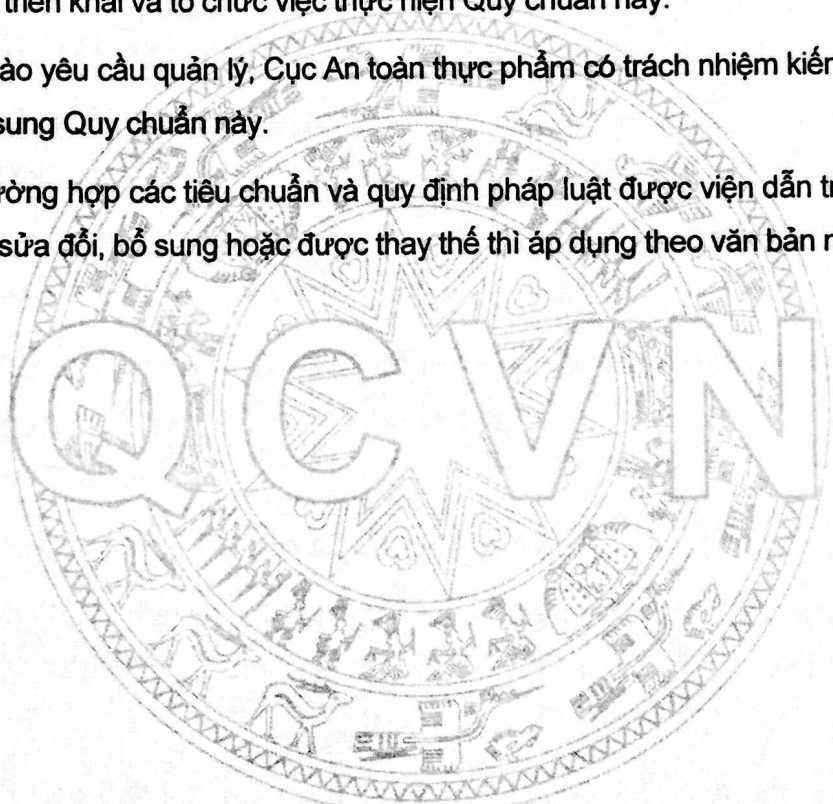 triển khai và tổ chức việc thực hiện Quy chuẩn này.
ào yêu cầu quản lý, Cục An toàn thực phẩm có trách nhiệm kiến
sung Quy chuẩn này.
ường hợp các tiêu chuẩn và quy định pháp luật được viện dẫn
sửa đổi, bổ sung hoặc được thay thế thì áp dụng theo văn bản
QCVN